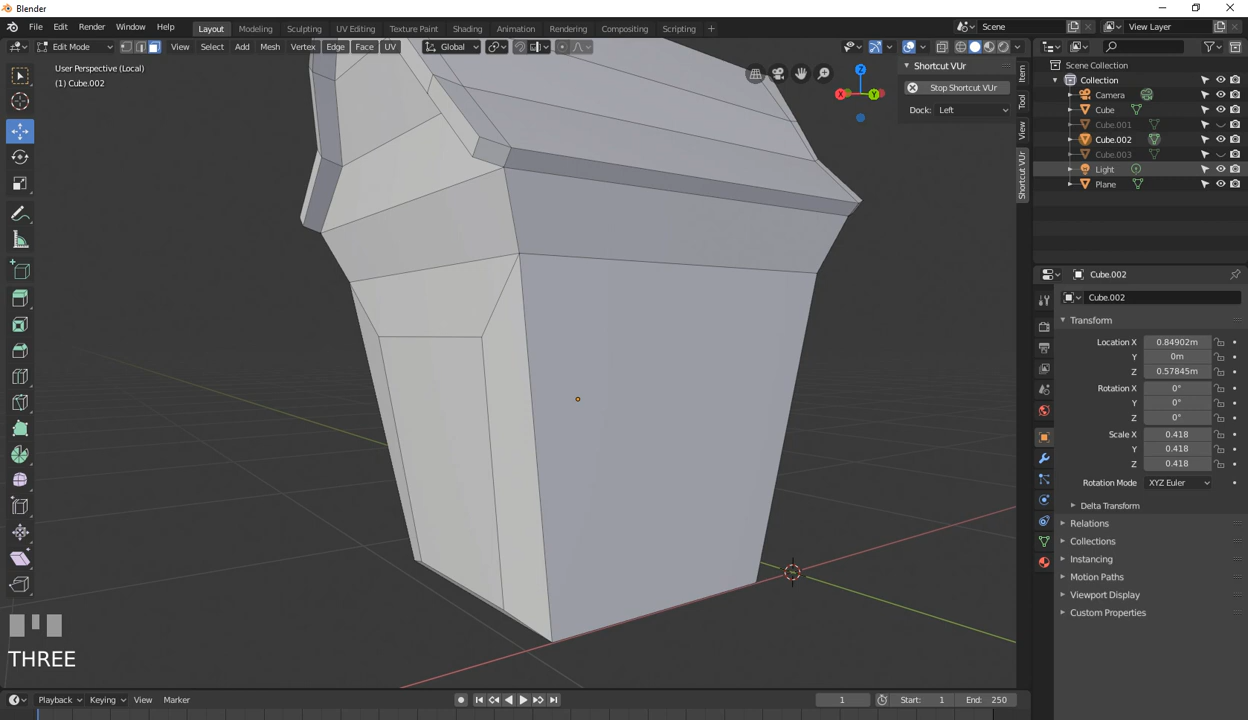 Blender
File Edit Render Window Help
Layout Modeling Sculpting UV Editing Texture Paint Shading Animation Rendering Compositing Scripting
Scene
View Layer
Edit Mode
View Select Add Mesh Vertex Edge Face UV
Global
User Perspective (Local)
(1) Cube.002
Z
X
Y
Shortcut VUr
Stop Shortcut VUr
Dock: Left
Item
Tool
View
Shortcut VUr
Scene Collection
Collection
Camera
Cube
Cube.001
Cube.002
Cube.003
Light
Plane
Cube.002
Cube.002
Transform
Location X 0.84902m
Y 0m
Z 0.57845m
Rotation X 0°
Y 0°
Z 0°
Scale X 0.418
Y 0.418
Z 0.418
Rotation Mode XYZ Euler
Delta Transform
Relations
Collections
Instancing
Motion Paths
Viewport Display
Custom Properties
THREE
Playback Keying View Marker
1
Start: 1
End: 250